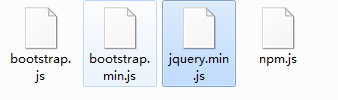 bootstrap.
js
bootstrap.
min.js
jquery.min
.js
npm.js